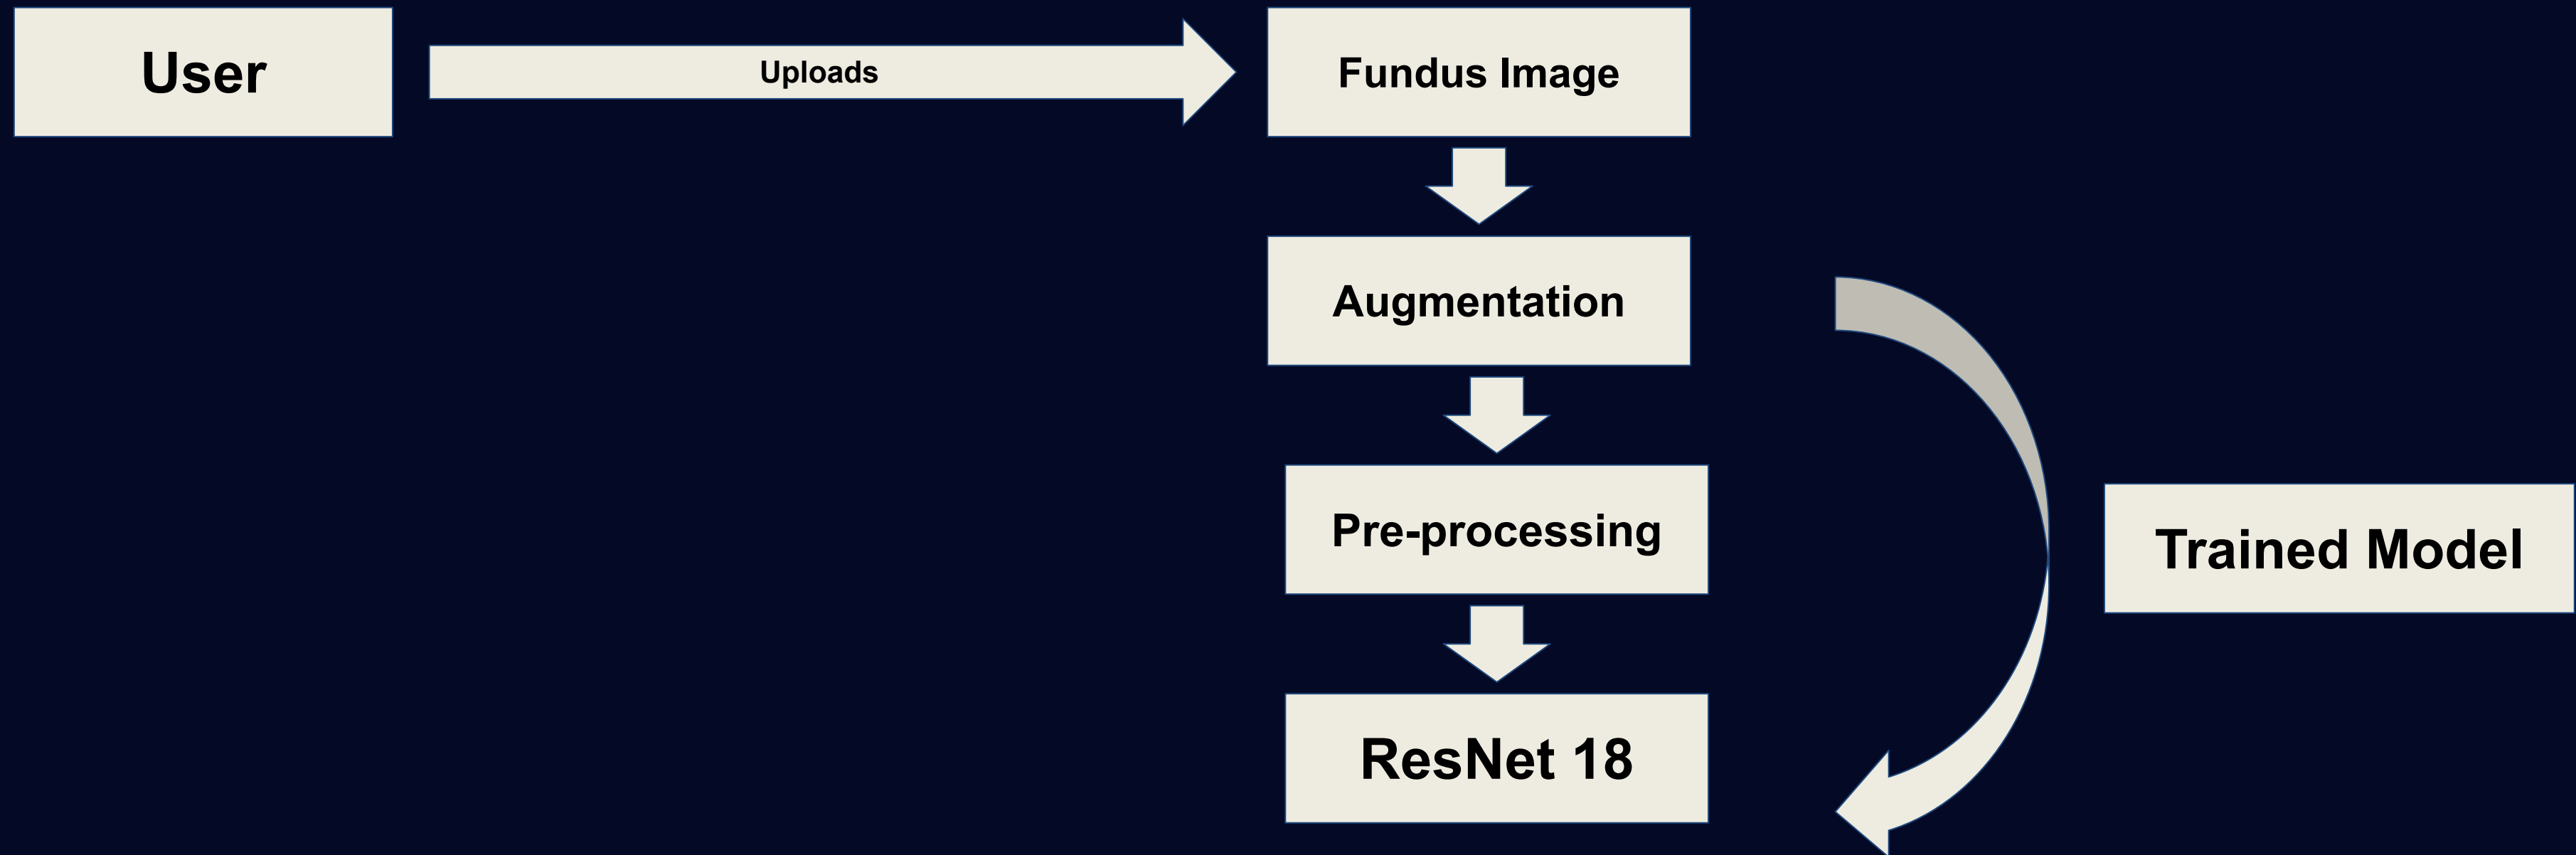 User
Uploads
Fundus Image
Augmentation
Pre-processing
Trained Model
ResNet 18